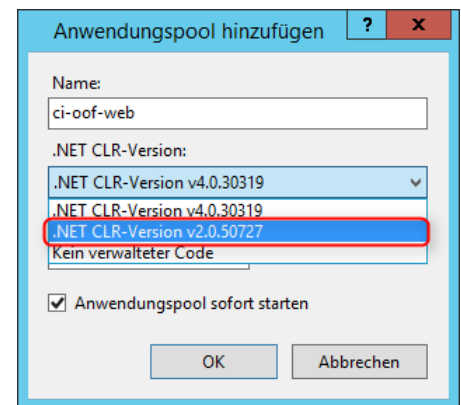 Anwendungspool hinzufügen ? x
Name:
ci-oof-web
.NET CLR-Version:
.NET CLR-Version v4.0.30319
.NET CLR-Version v4.0.30319
.NET CLR-Version v2.0.50727
Kein verwalteter Code
Anwendungspool sofort starten
OK Abbrechen